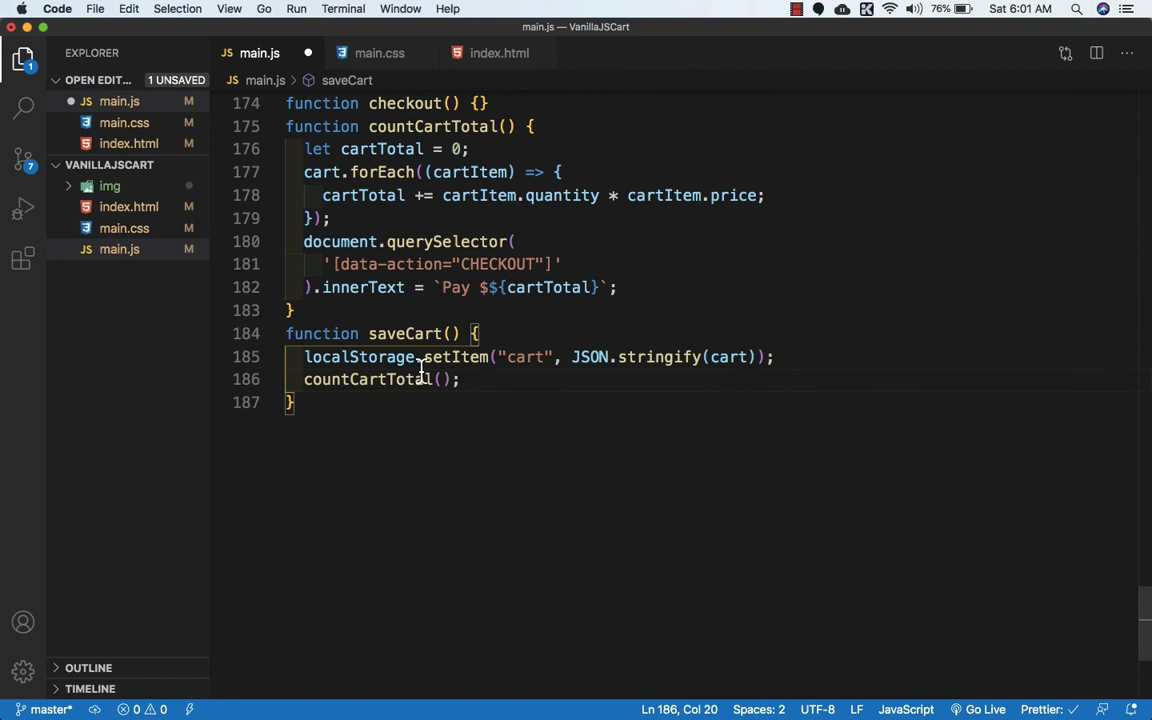 Code File Edit Selection View Go Run Terminal Window Help 76% Sat 6:01 AM
main.js — VanillaJSCart
EXPLORER
JS main.js
main.css
index.html
OPEN EDIT... 1 UNSAVED
JS main.js > saveCart
JS main.js M
main.css M
index.html M
VANILLAJSCART
img
index.html M
main.css M
JS main.js M
1
7
174 function checkout() {}
175 function countCartTotal() {
176 let cartTotal = 0;
177 cart.forEach((cartItem) => {
178 cartTotal += cartItem.quantity * cartItem.price;
179 });
180 document.querySelector(
181 '[data-action="CHECKOUT"]'
182 ).innerText = `Pay $${cartTotal}`;
183 }
184 function saveCart() {
185 localStorage.setItem("cart", JSON.stringify(cart));
186 countCartTotal();
187 }
OUTLINE
TIMELINE
master* 0 0 Ln 186, Col 20 Spaces: 2 UTF-8 LF JavaScript Go Live Prettier: ✓